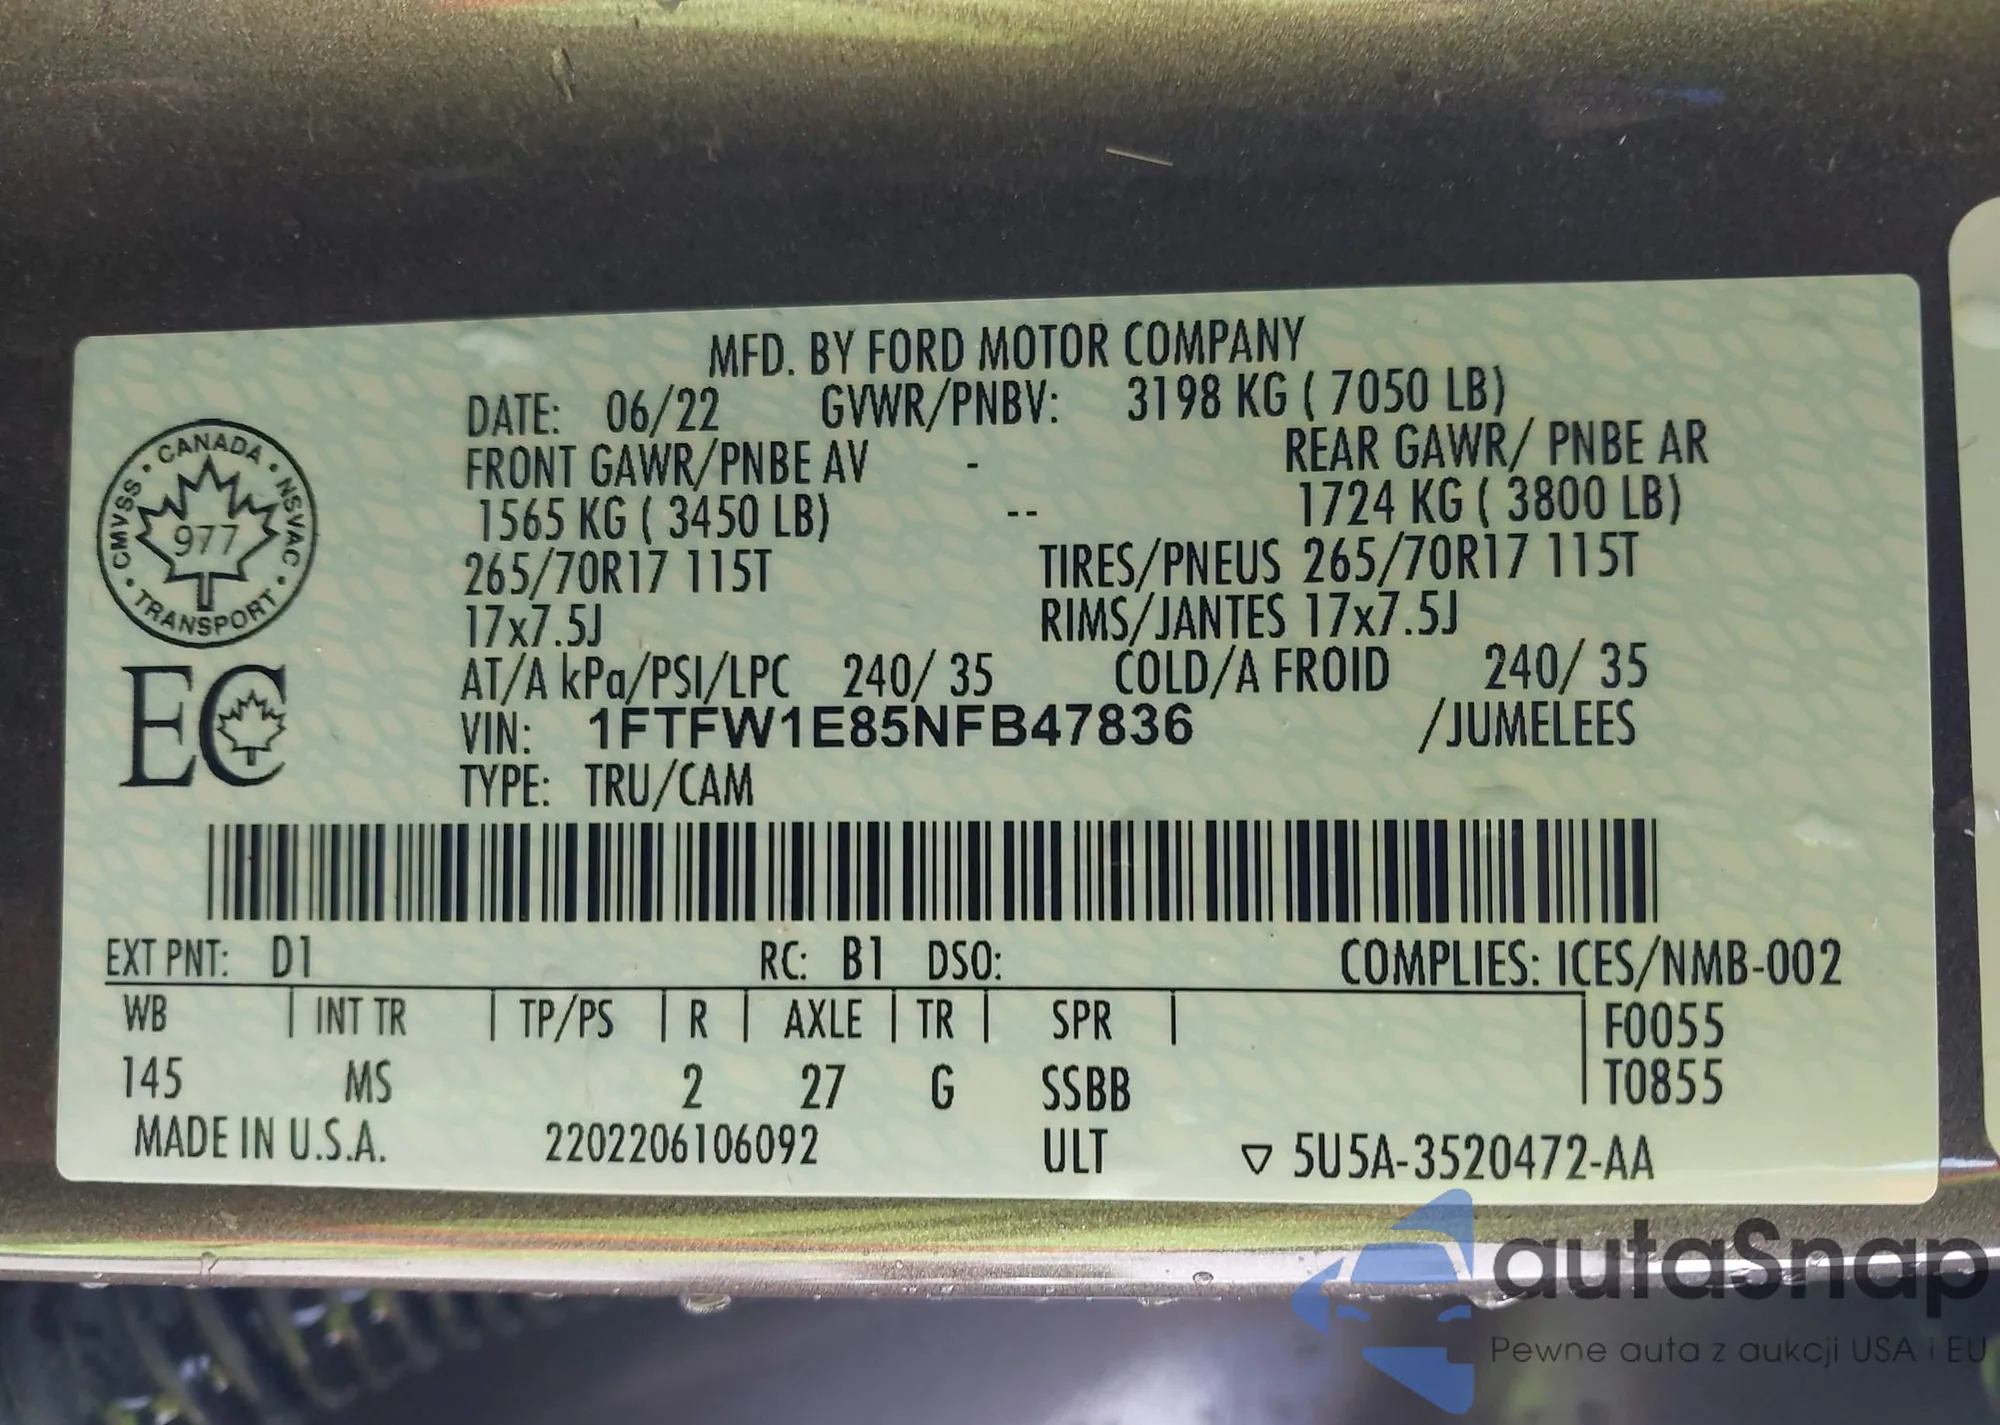 MFD. BY FORD MOTOR COMPANY
DATE: 06/22 GVWR/PNBV: 3198 KG ( 7050 LB)
FRONT GAWR/PNBE AV - REAR GAWR/ PNBE AR
1565 KG ( 3450 LB) -- 1724 KG ( 3800 LB)
265/70R17 115T TIRES/PNEUS 265/70R17 115T
17x7.5J RIMS/JANTES 17x7.5J
AT/A kPa/PSI/LPC 240/ 35 COLD/A FROID 240/ 35
VIN: 1FTFW1E85NFB47836 /JUMELEES
TYPE: TRU/CAM
CANADA · NSVAC · TRANSPORT · CMVSS ·
977
EC
EXT PNT: D1 RC: B1 DSO: COMPLIES: ICES/NMB-002
WB | INT TR | TP/PS | R | AXLE | TR | SPR | F0055
145 MS 2 27 G SSBB T0855
MADE IN U.S.A. 2202206106092 ULT ▽ 5U5A-3520472-AA
autaSnap
Pewne auta z aukcji USA i EU